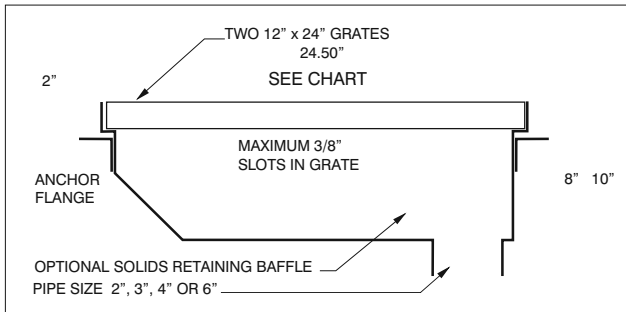 TWO 12” x 24” GRATES
24.50”
2”
SEE CHART
MAXIMUM 3/8”
SLOTS IN GRATE
ANCHOR
FLANGE
8” 10”
OPTIONAL SOLIDS RETAINING BAFFLE
PIPE SIZE 2”, 3”, 4” OR 6”